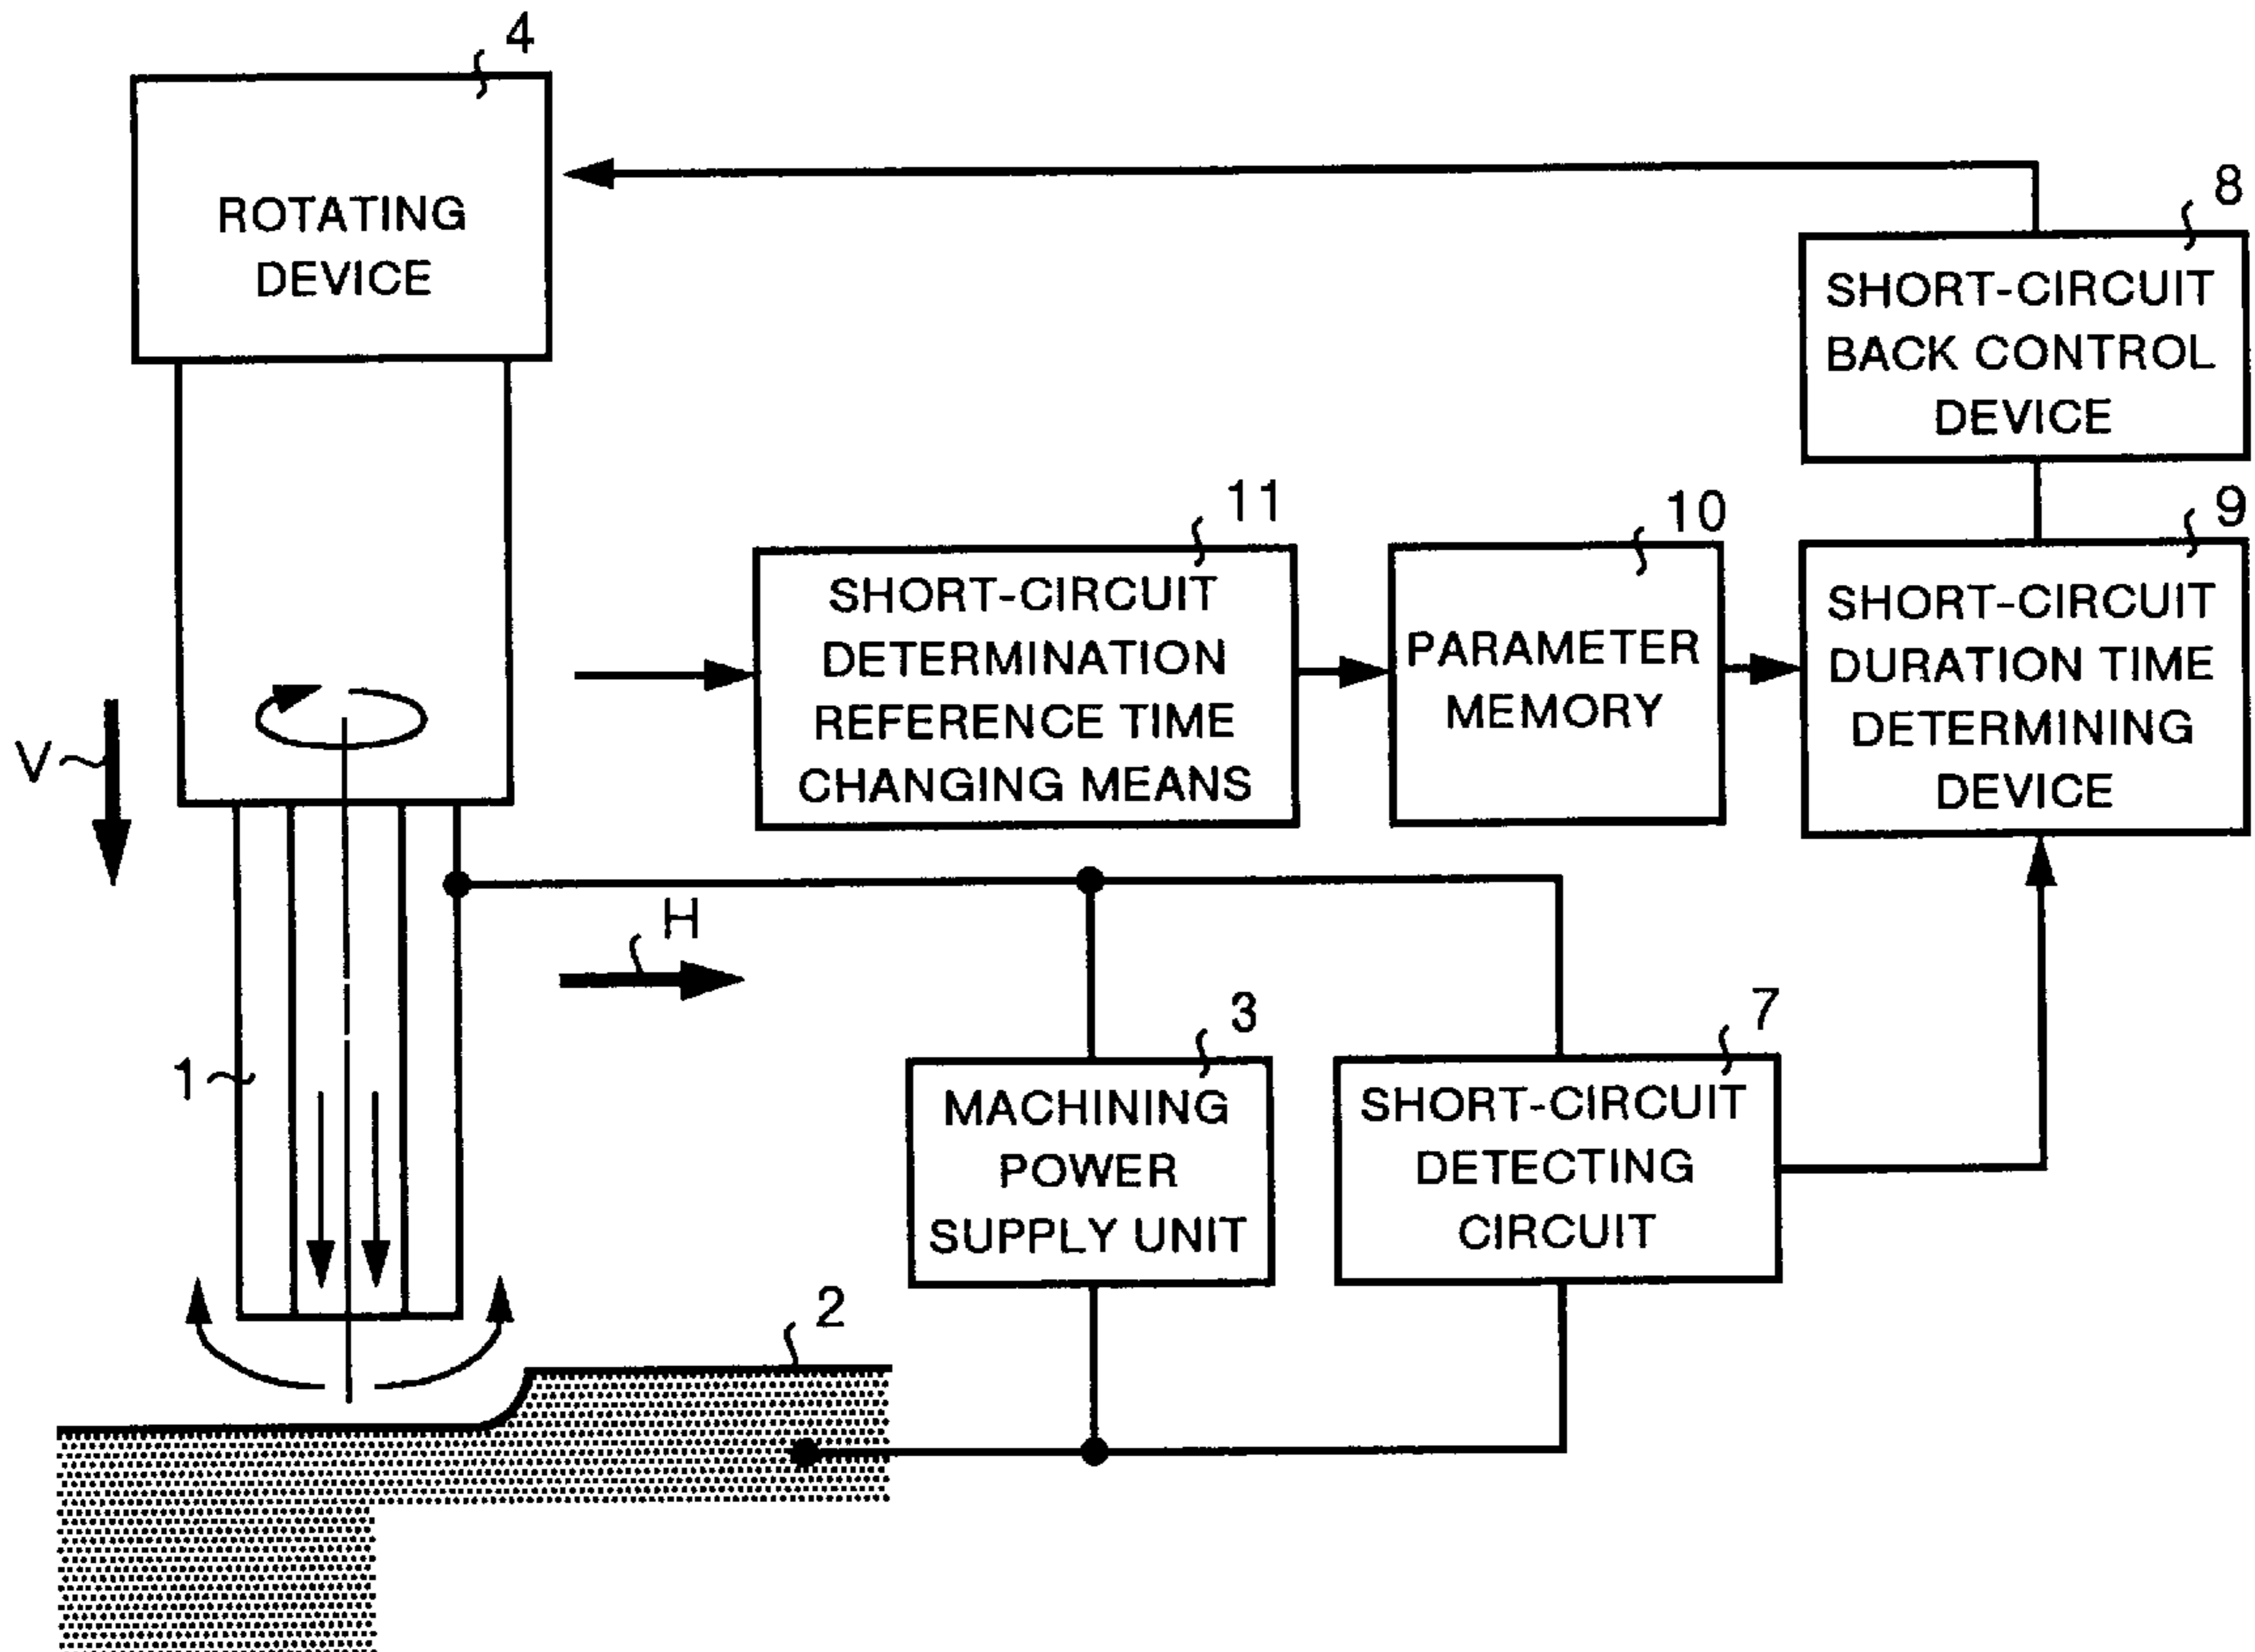 4
ROTATING
DEVICE
8
SHORT-CIRCUIT
BACK CONTROL
DEVICE
11
SHORT-CIRCUIT
DETERMINATION
REFERENCE TIME
CHANGING MEANS
10
PARAMETER
MEMORY
9
SHORT-CIRCUIT
DURATION TIME
DETERMINING
DEVICE
V
H
1
3
MACHINING
POWER
SUPPLY UNIT
7
SHORT-CIRCUIT
DETECTING
CIRCUIT
2